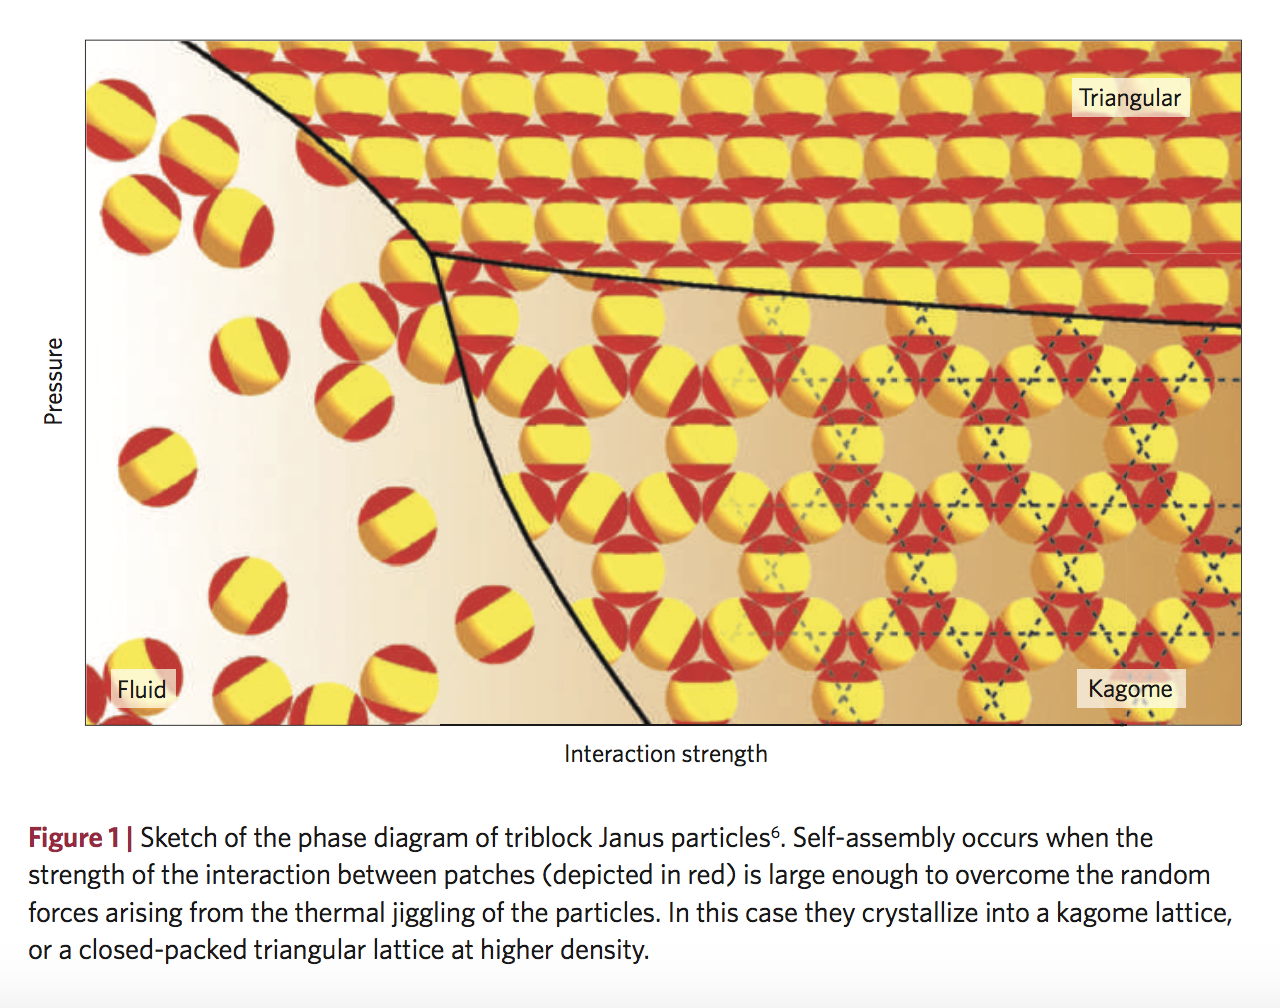 Triangular
Pressure
Fluid
Kagome
Interaction strength
Figure 1 | Sketch of the phase diagram of triblock Janus particles⁶. Self-assembly occurs when the
strength of the interaction between patches (depicted in red) is large enough to overcome the random
forces arising from the thermal jiggling of the particles. In this case they crystallize into a kagome lattice,
or a closed-packed triangular lattice at higher density.